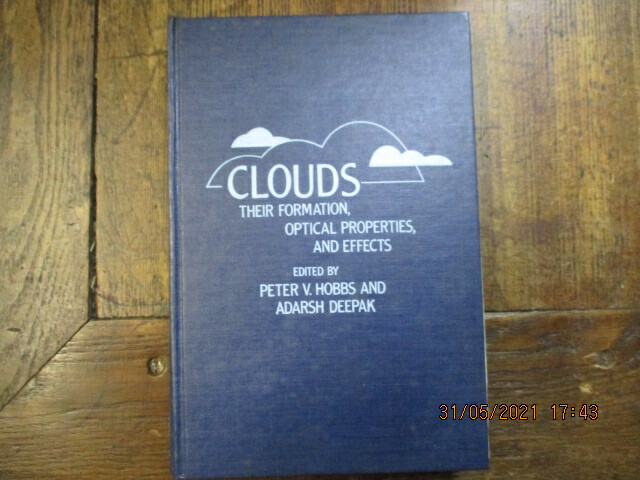 CLOUDS
THEIR FORMATION,
OPTICAL PROPERTIES,
AND EFFECTS
EDITED BY
PETER V. HOBBS AND
ADARSH DEEPAK
31/05/2021 17:43